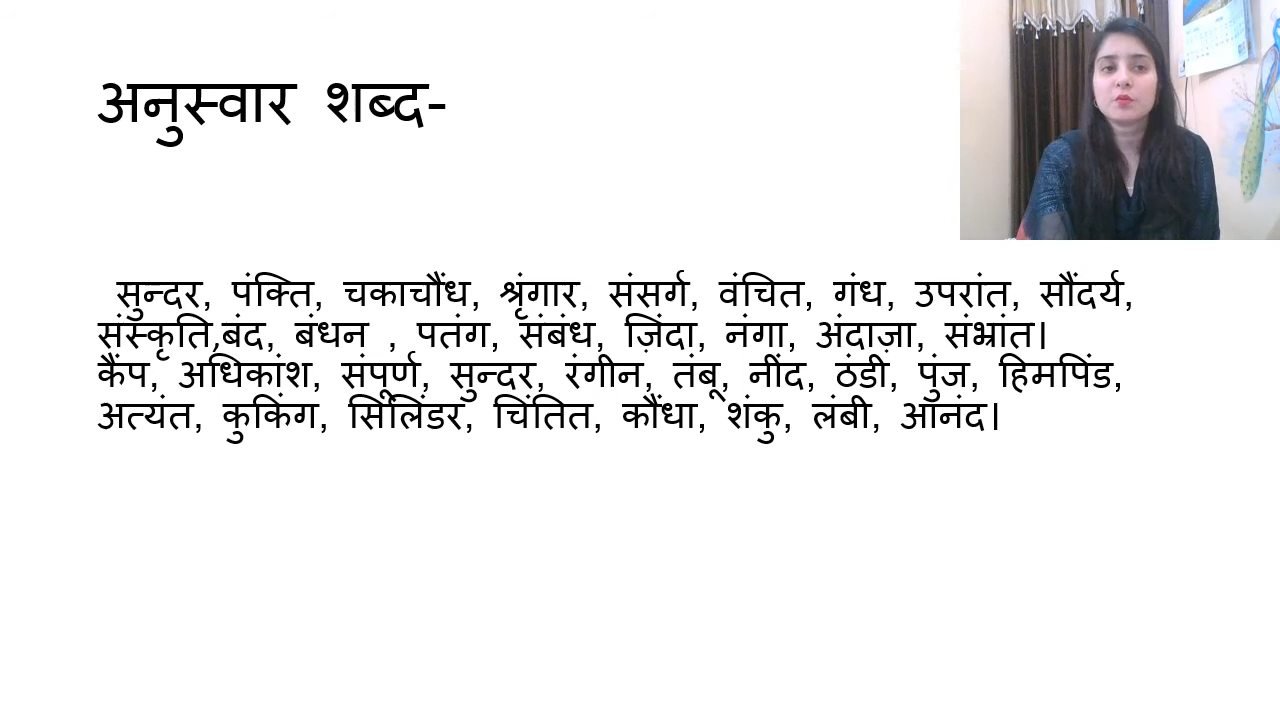 अनुस्वार शब्द-
सुन्दर, पंक्ति, चकाचौंध, श्रृंगार, संसर्ग, वंचित, गंध, उपरांत, सौंदर्य,
संस्कृति,बंद, बंधन , पतंग, संबंध, ज़िंदा, नंगा, अंदाज़ा, संभ्रांत।
कैंप, अधिकांश, संपूर्ण, सुन्दर, रंगीन, तंबू, नींद, ठंडी, पुंज, हिमपिंड,
अत्यंत, कुकिंग, सिलिंडर, चिंतित, कौंधा, शंकु, लंबी, आनंद।